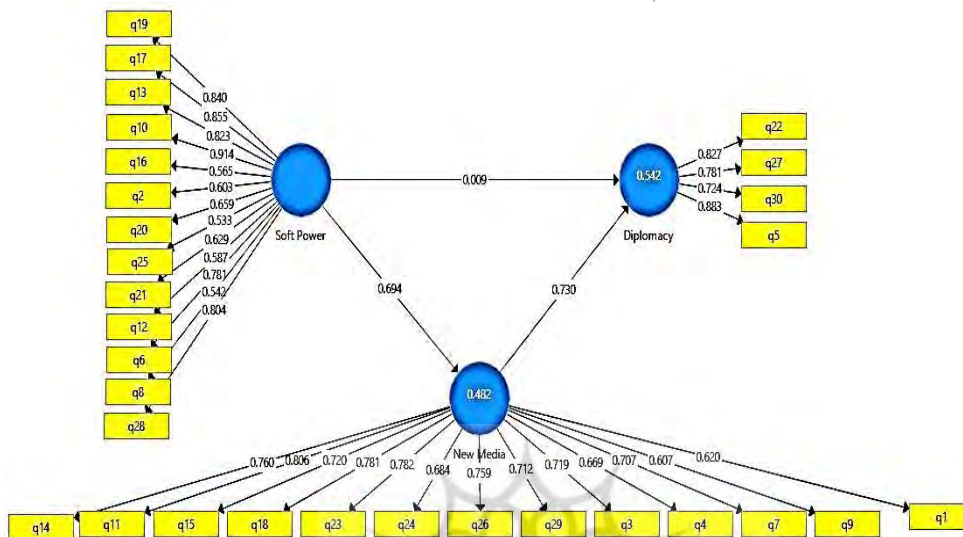 q19
q17
q13
q10
q16
q2
q20
q25
q21
q12
q6
q8
q28
0.840
0.855
0.823
0.914
0.565
0.603
0.659
0.533
0.629
0.587
0.781
0.542
0.804
Soft Power
0.009
0.694
0.542
Diplomacy
0.827
0.781
0.724
0.883
q22
q27
q30
q5
0.730
0.482
New Media
0.760
0.806
0.720
0.781
0.782
0.684
0.759
0.712
0.719
0.669
0.707
0.607
0.620
q14
q11
q15
q18
q23
q24
q26
q29
q3
q4
q7
q9
q1